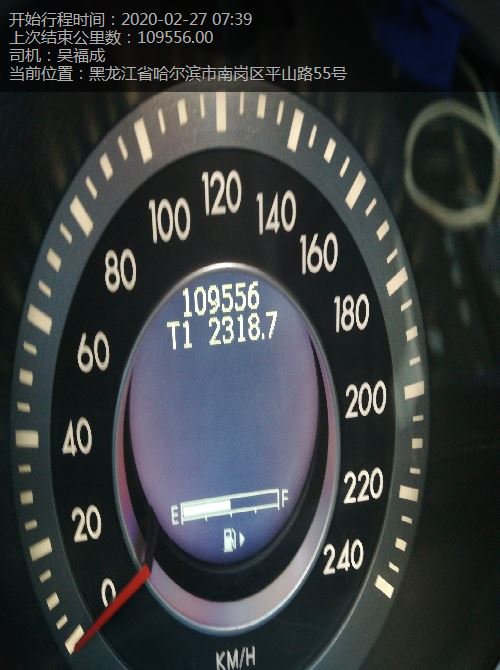 开始行程时间：2020-02-27 07:39
上次结束公里数：109556.00
司机：吴福成
当前位置：黑龙江省哈尔滨市南岗区平山路55号
120
100
140
80
160
109556
T1 2318.7
180
60
200
40
220
E
F
20
240
0
KM/H